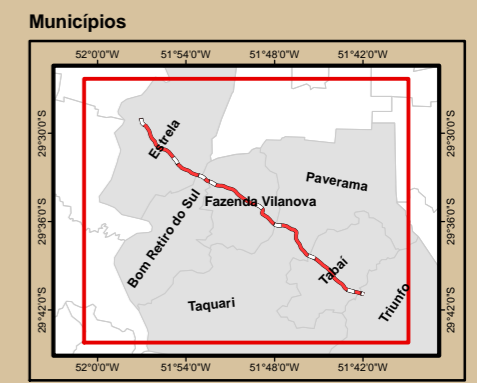 Municípios
52°0'0"W 51°54'0"W 51°48'0"W 51°42'0"W
29°30'0"S 29°30'0"S
Estrela
Paverama
Fazenda Vilanova
Bom Retiro do Sul
29°36'0"S 29°36'0"S
Tabaí
Taquari
Triunfo
29°42'0"S 29°42'0"S
52°0'0"W 51°54'0"W 51°48'0"W 51°42'0"W